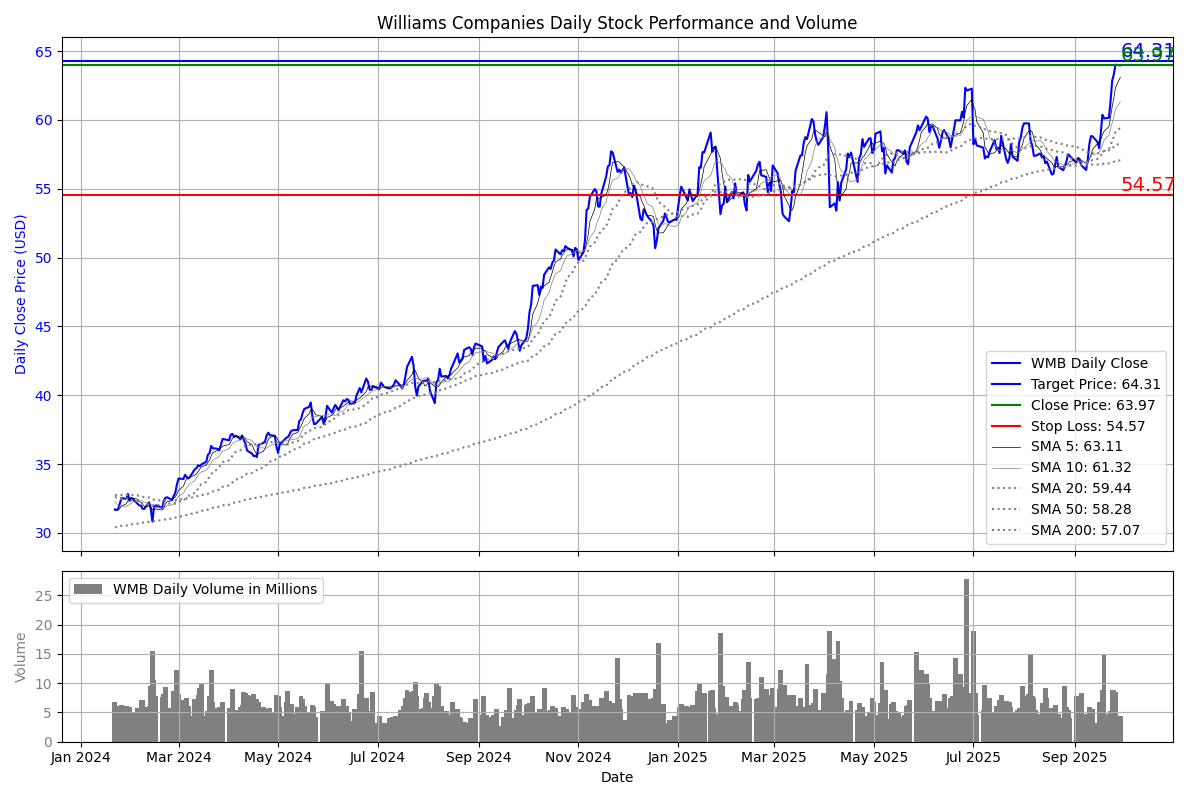 Williams Companies Daily Stock Performance and Volume
Daily Close Price (USD)
65
60
55
50
45
40
35
30
64.31
63.97
54.57
WMB Daily Close
Target Price: 64.31
Close Price: 63.97
Stop Loss: 54.57
SMA 5: 63.11
SMA 10: 61.32
SMA 20: 59.44
SMA 50: 58.28
SMA 200: 57.07
Volume
25
20
15
10
5
0
WMB Daily Volume in Millions
Jan 2024 Mar 2024 May 2024 Jul 2024 Sep 2024 Nov 2024 Jan 2025 Mar 2025 May 2025 Jul 2025 Sep 2025
Date